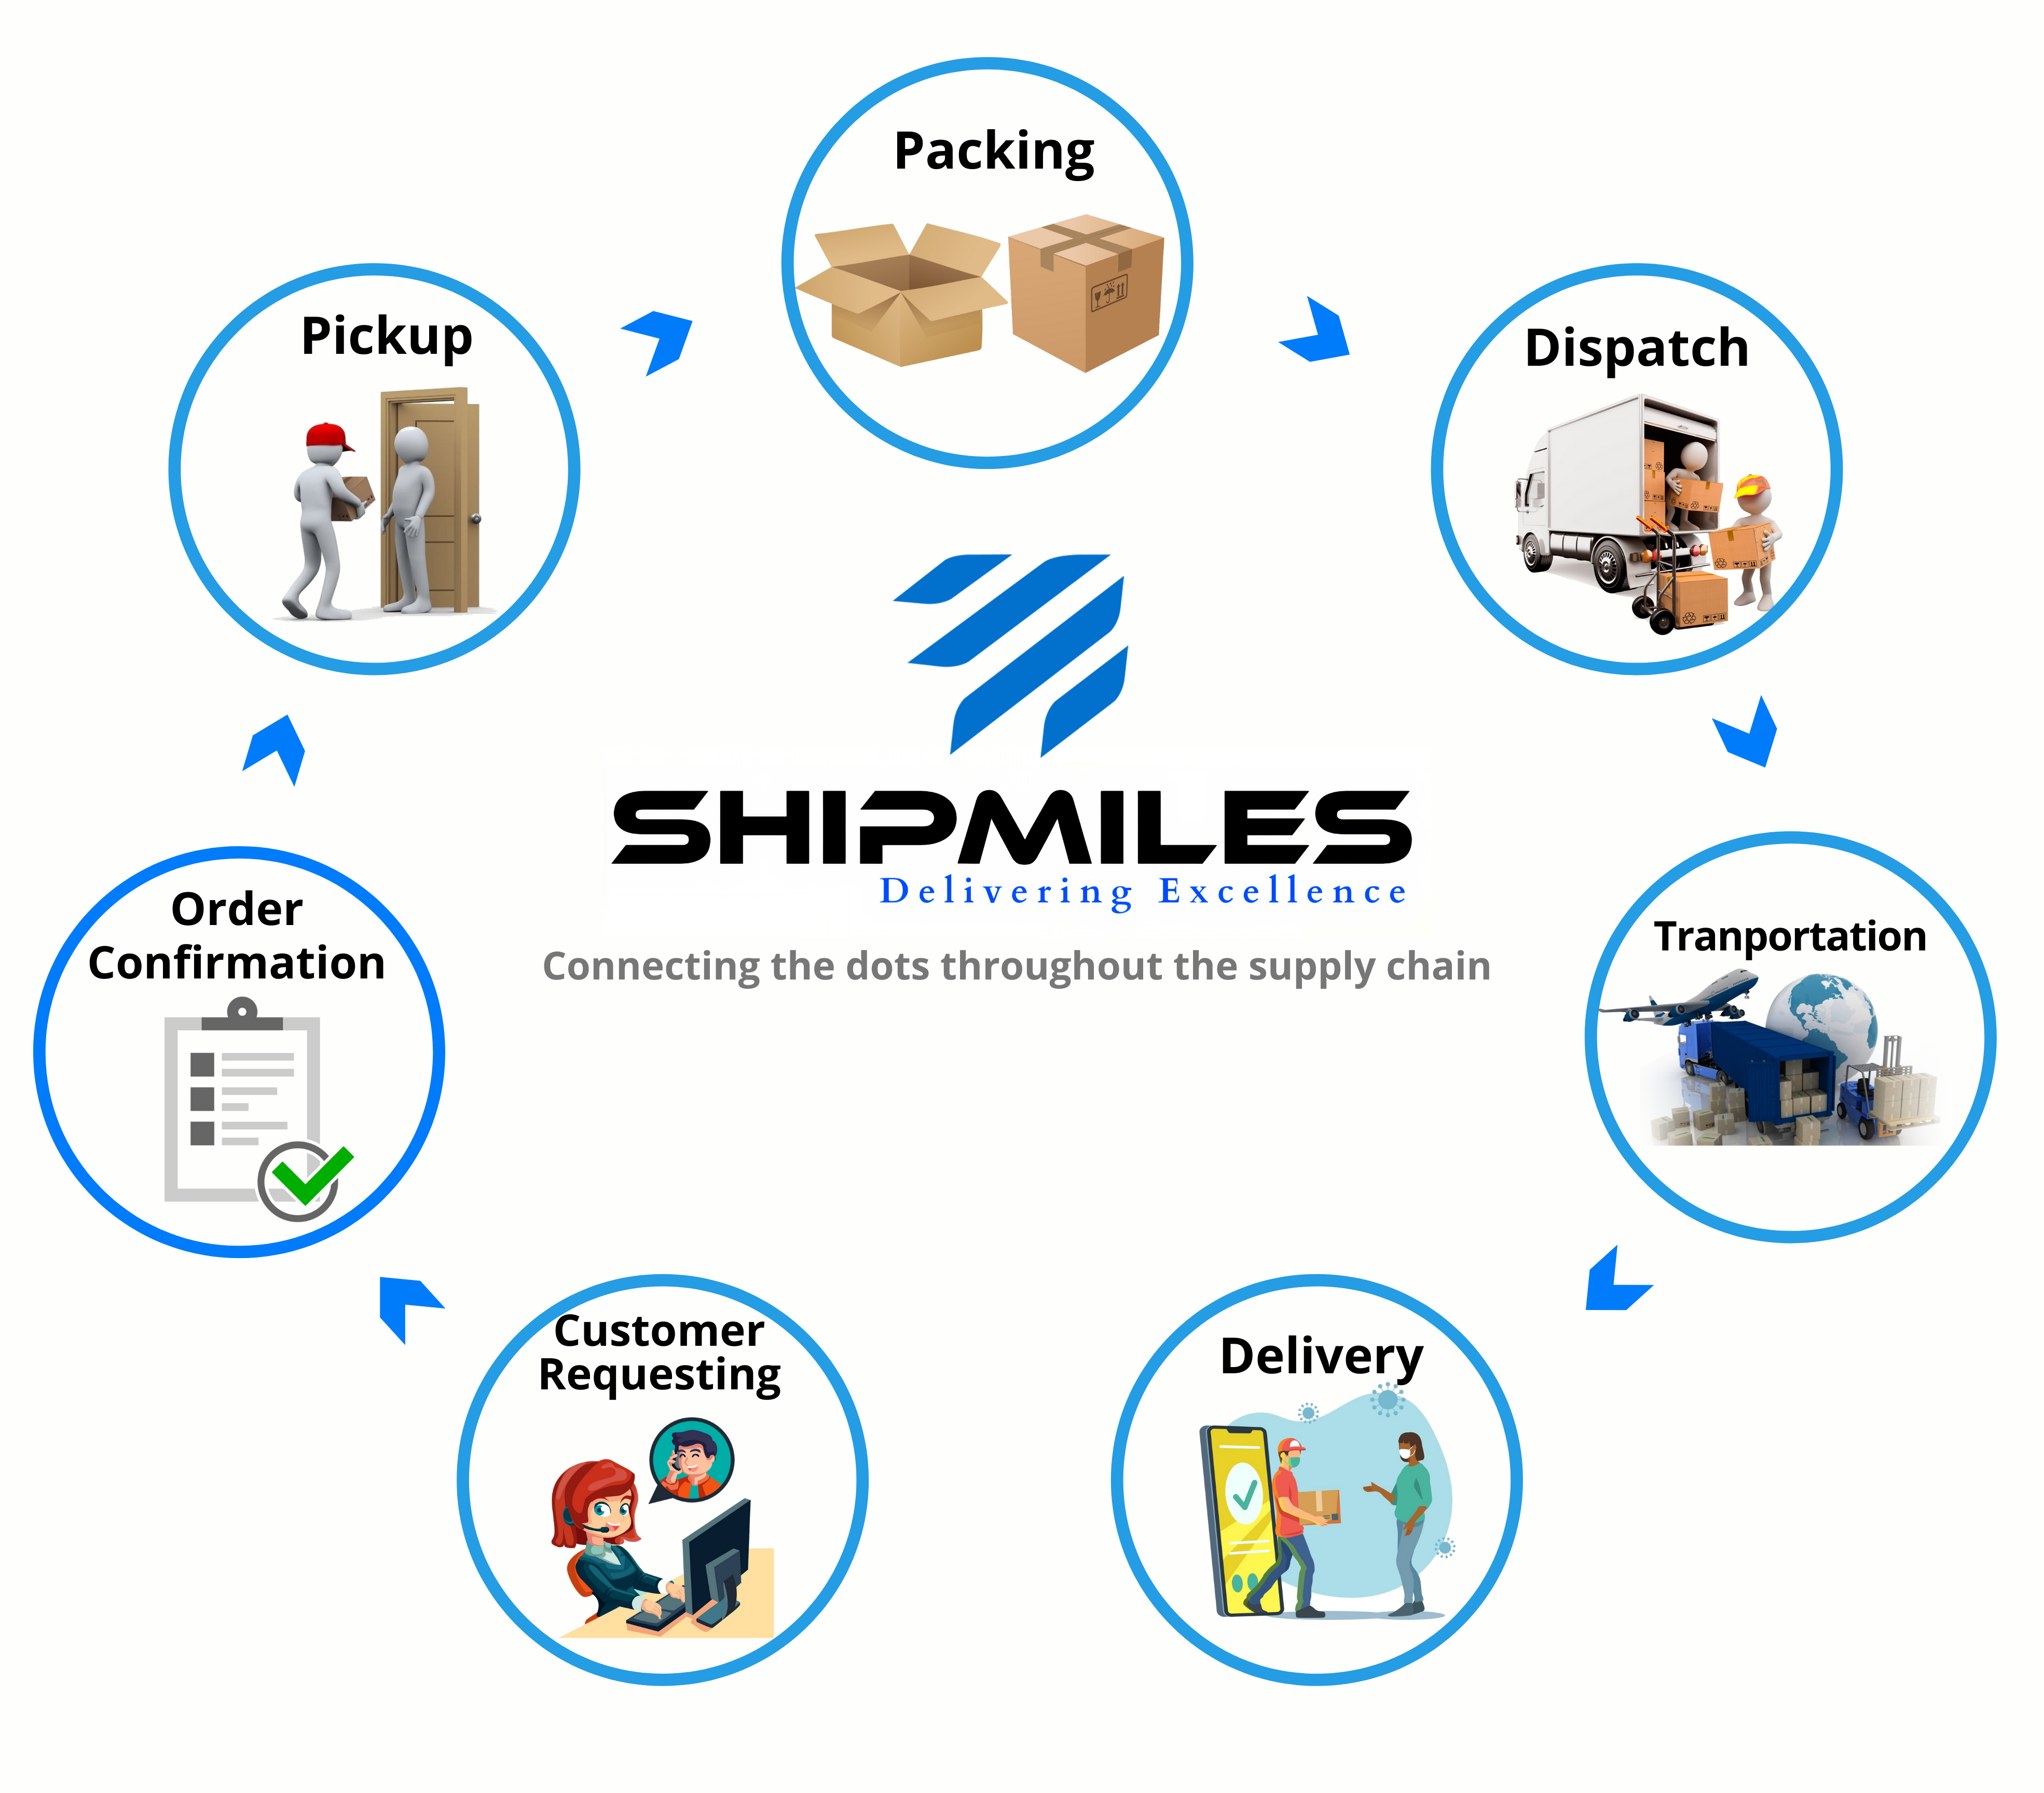 Packing
Pickup
Dispatch
SHIPMILES
Delivering Excellence
Connecting the dots throughout the supply chain
Order
Confirmation
Tranportation
Customer
Requesting
Delivery